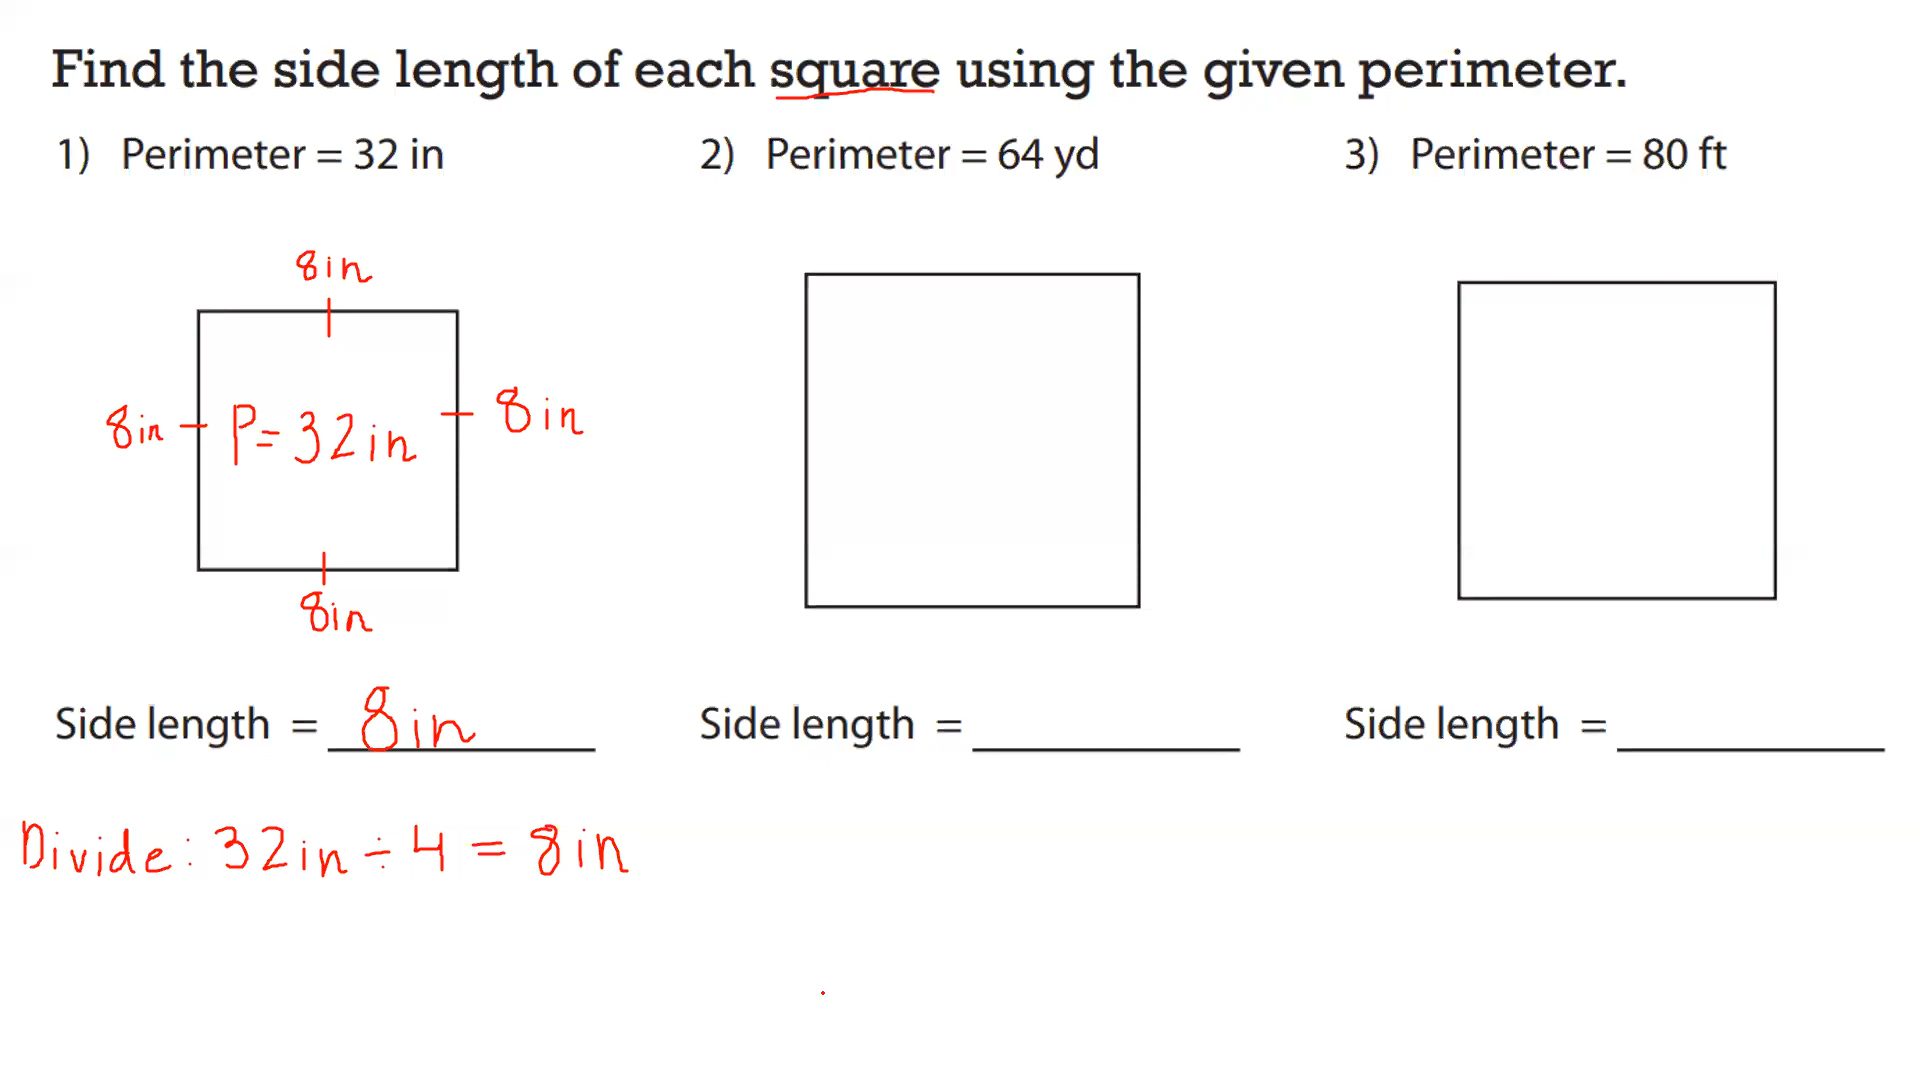 Find the side length of each square using the given perimeter.
1) Perimeter = 32 in
2) Perimeter = 64 yd
3) Perimeter = 80 ft
8in
8in
P=32in
8in
8in
Side length = 8in
Side length =
Side length =
Divide: 32in ÷ 4 = 8in